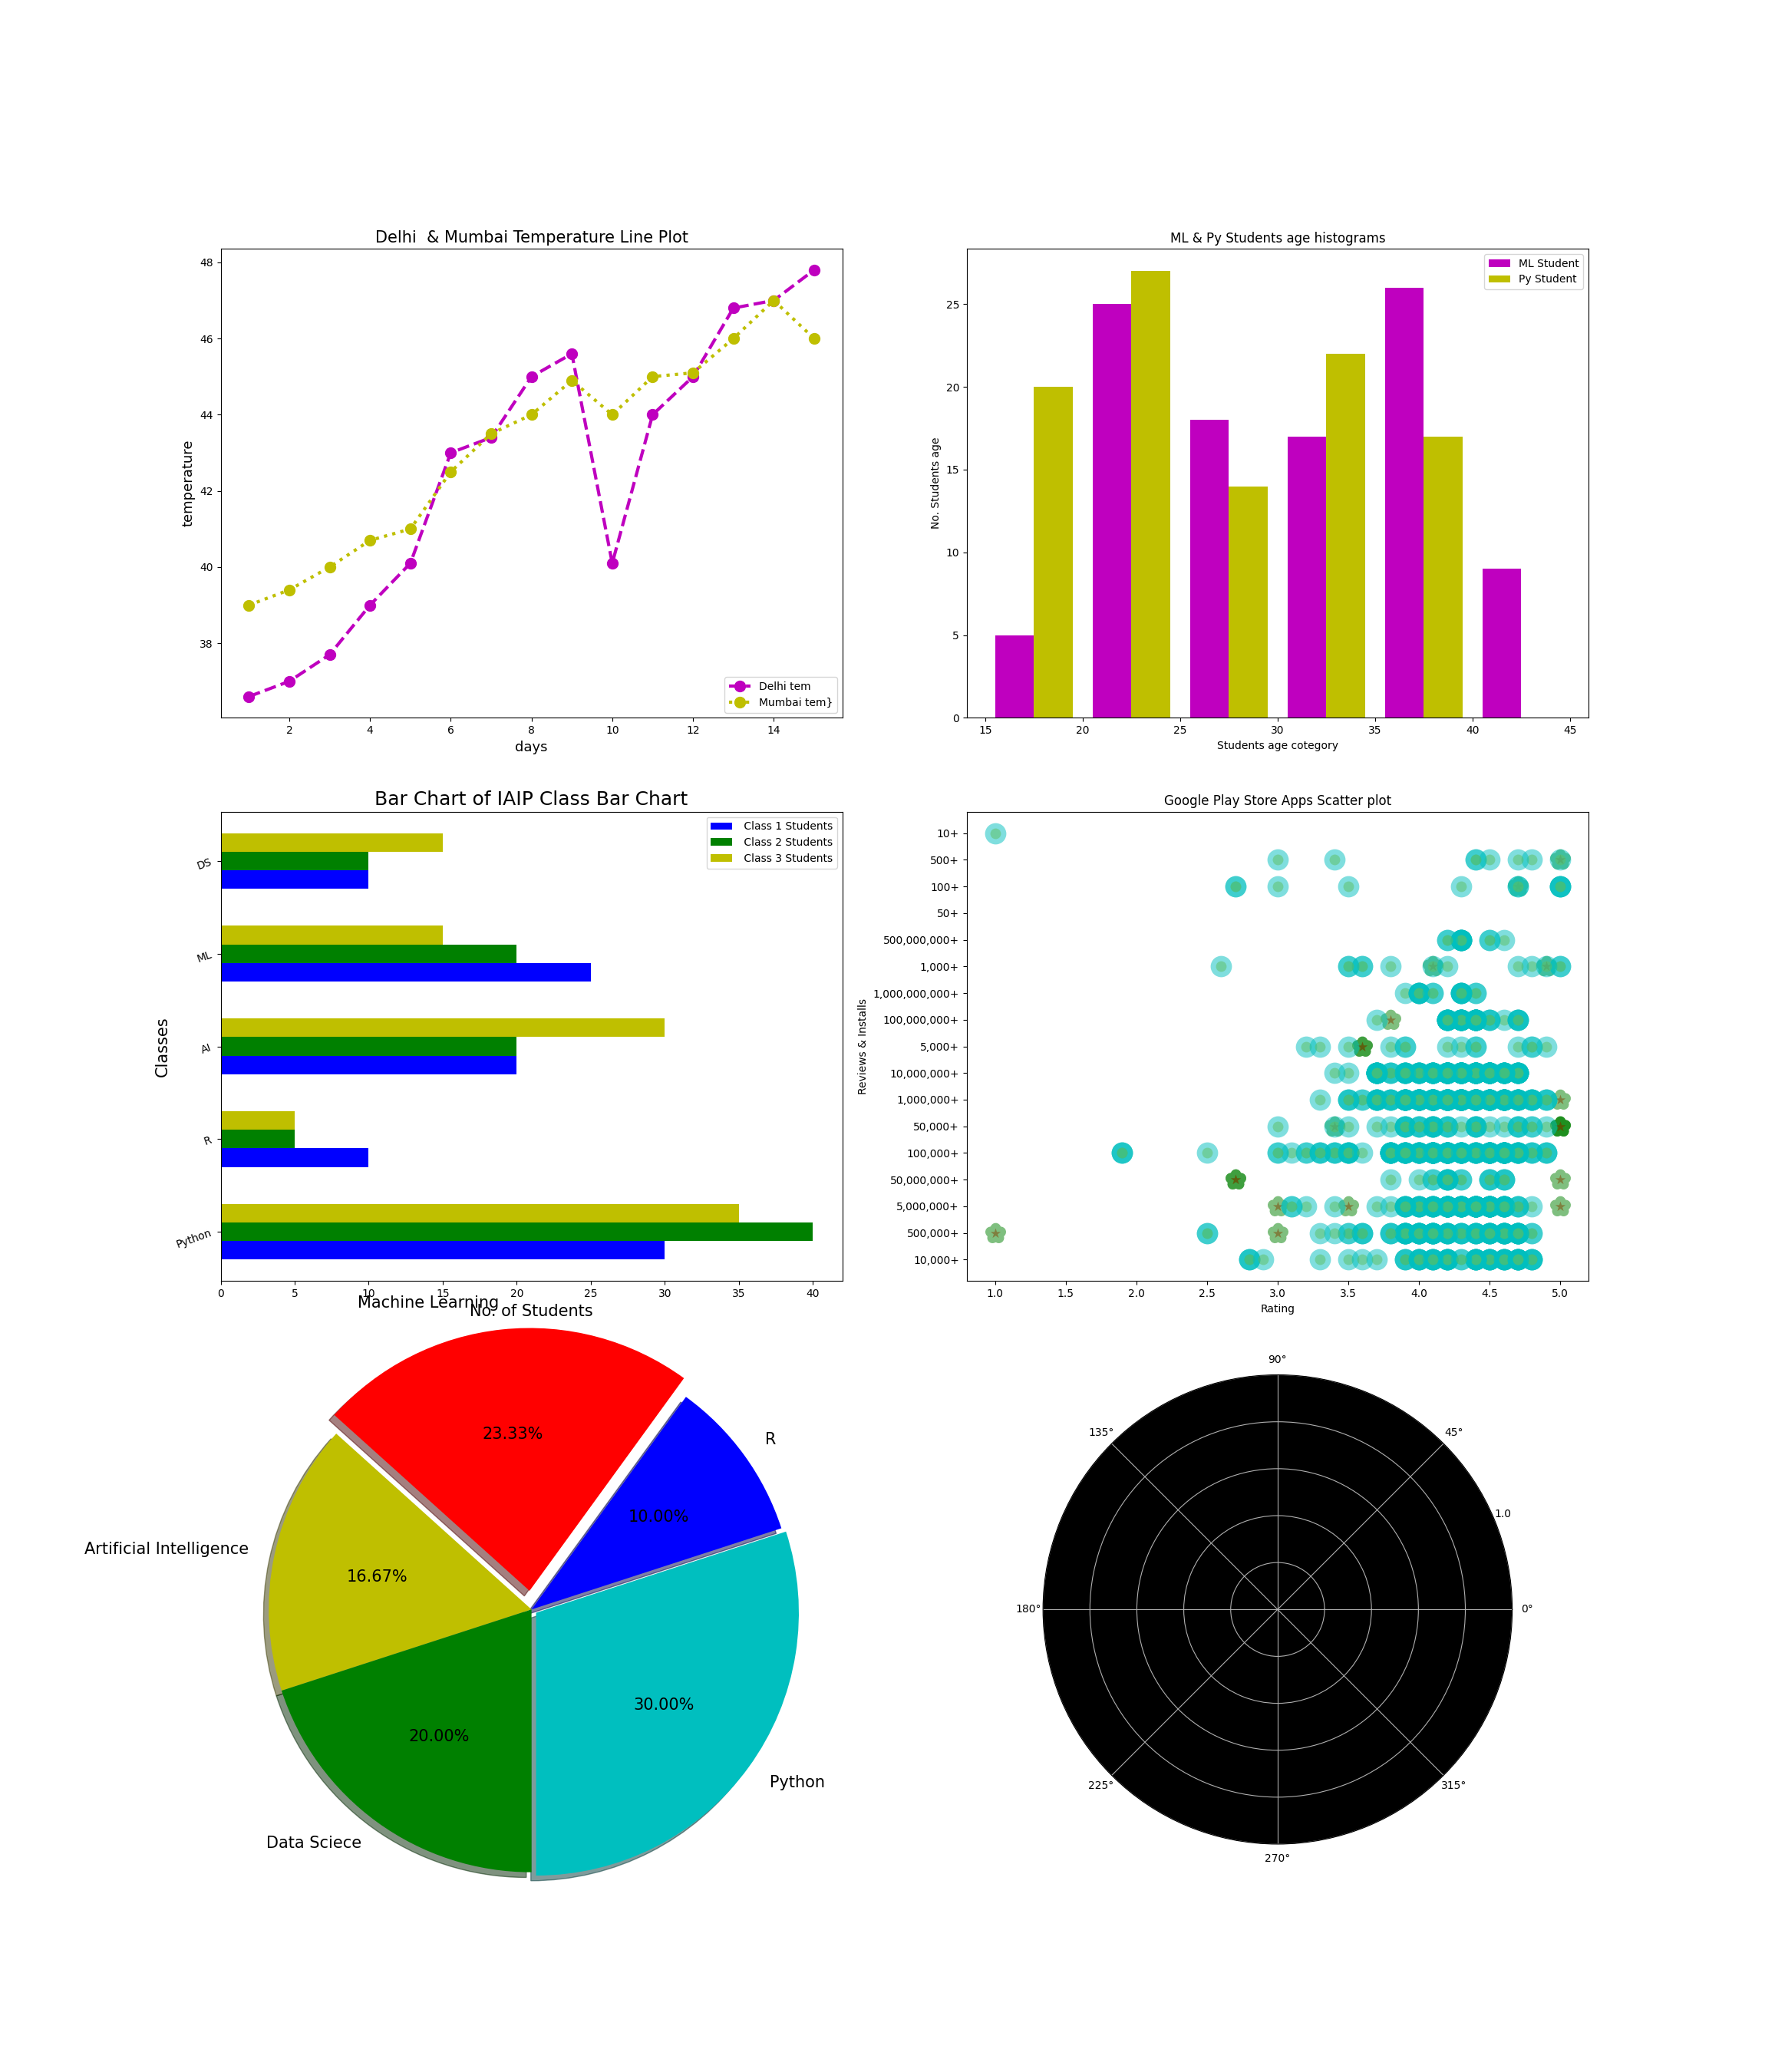 Delhi  & Mumbai Temperature Line Plot
48
46
44
42
40
38
temperature
2 4 6 8 10 12 14
days
Delhi tem
Mumbai tem}
ML & Py Students age histograms
ML Student
Py Student
25
20
15
10
5
0
No. Students age
15 20 25 30 35 40 45
Students age cotegory
Bar Chart of IAIP Class Bar Chart
Class 1 Students
Class 2 Students
Class 3 Students
DS
ML
AI
R
Python
Classes
0 5 10 15 20 25 30 35 40
No. of Students
Google Play Store Apps Scatter plot
10+
500+
100+
50+
500,000,000+
1,000+
1,000,000,000+
100,000,000+
5,000+
10,000,000+
1,000,000+
50,000+
100,000+
50,000,000+
5,000,000+
500,000+
10,000+
Reviews & Installs
1.0 1.5 2.0 2.5 3.0 3.5 4.0 4.5 5.0
Rating
Machine Learning
23.33%
R
10.00%
Artificial Intelligence
16.67%
30.00%
20.00%
Python
Data Sciece
90°
135°
45°
1.0
180°
0°
225°
315°
270°